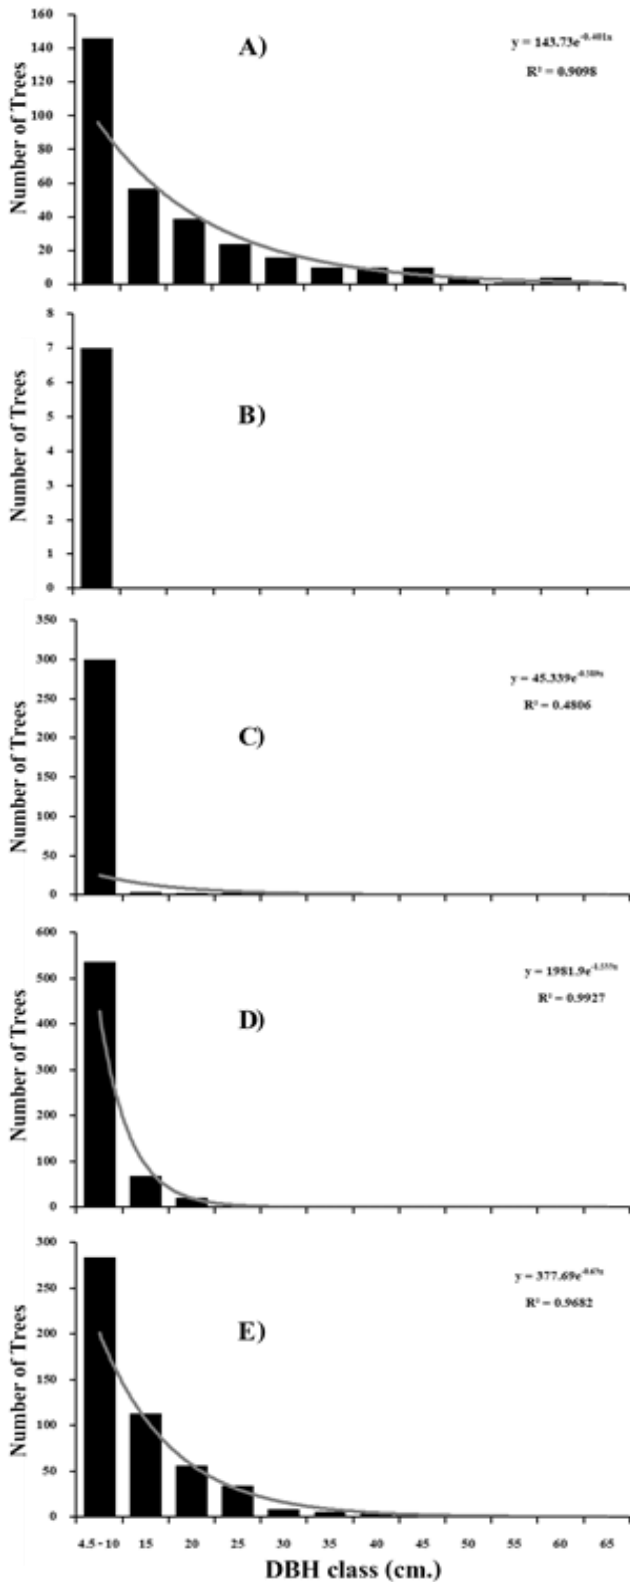 A)
y = 143.73e^-0.401x
R² = 0.9098
Number of Trees
160
140
120
100
80
60
40
20
0
B)
Number of Trees
8
7
6
5
4
3
2
1
0
C)
y = 45.339e
R² = 0.4806
Number of Trees
350
300
250
200
150
100
50
0
D)
y = 1981.9e
R² = 0.9927
Number of Trees
600
500
400
300
200
100
0
E)
y = 377.69e^-0.67x
R² = 0.9682
Number of Trees
300
250
200
150
100
50
0
4.5 - 10 15 20 25 30 35 40 45 50 55 60 65
DBH class (cm.)